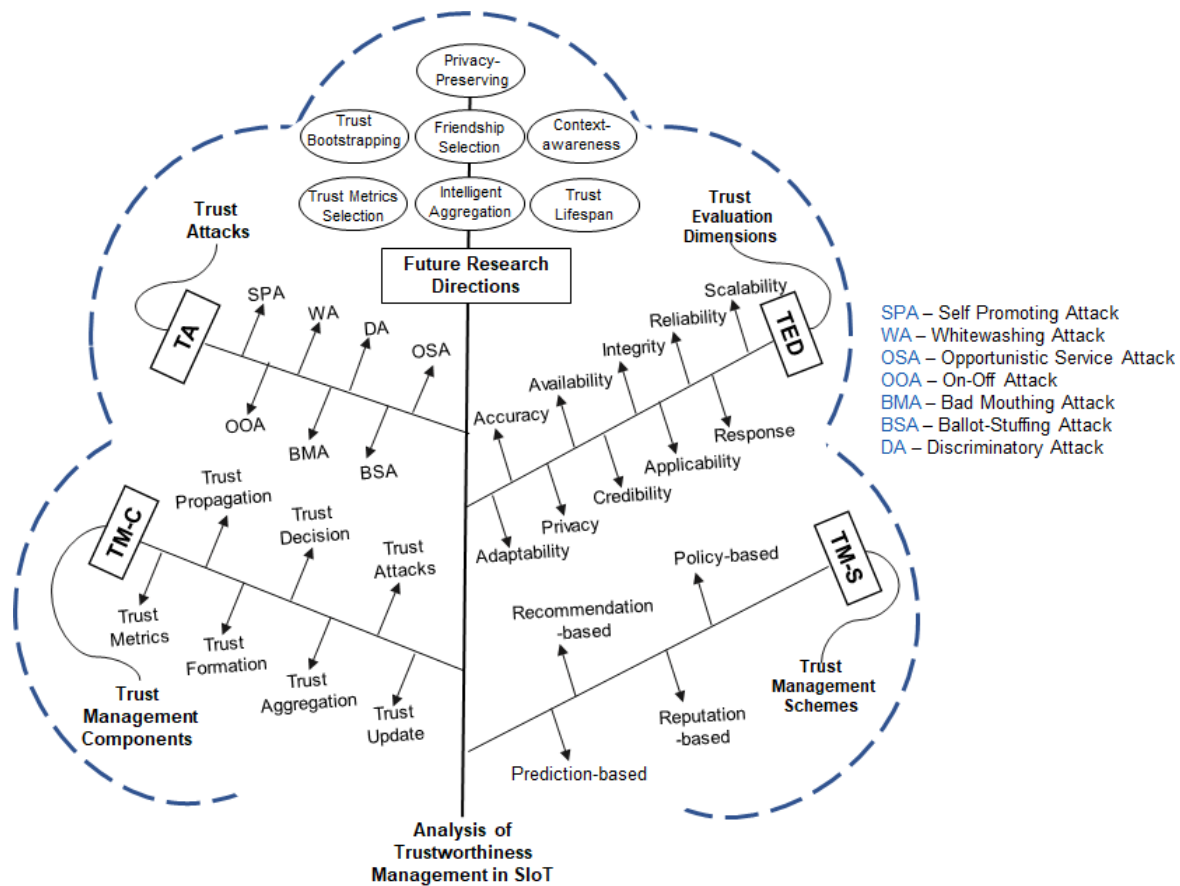 Privacy-
Preserving
Trust
Bootstrapping
Friendship
Selection
Context-
awareness
Trust Metrics
Selection
Intelligent
Aggregation
Trust
Lifespan
Future Research
Directions
Trust
Attacks
TA
SPA
WA
DA
OSA
OOA
BMA
BSA
Trust
Evaluation
Dimensions
TED
Scalability
Reliability
Integrity
Availability
Accuracy
Response
Applicability
Credibility
Privacy
Adaptability
SPA – Self Promoting Attack
WA – Whitewashing Attack
OSA – Opportunistic Service Attack
OOA – On-Off Attack
BMA – Bad Mouthing Attack
BSA – Ballot-Stuffing Attack
DA – Discriminatory Attack
TM-C
Trust
Propagation
Trust
Decision
Trust
Attacks
Trust
Metrics
Trust
Formation
Trust
Aggregation
Trust
Update
Trust
Management
Components
TM-S
Policy-based
Recommendation
-based
Reputation
-based
Prediction-based
Trust
Management
Schemes
Analysis of
Trustworthiness
Management in SIoT